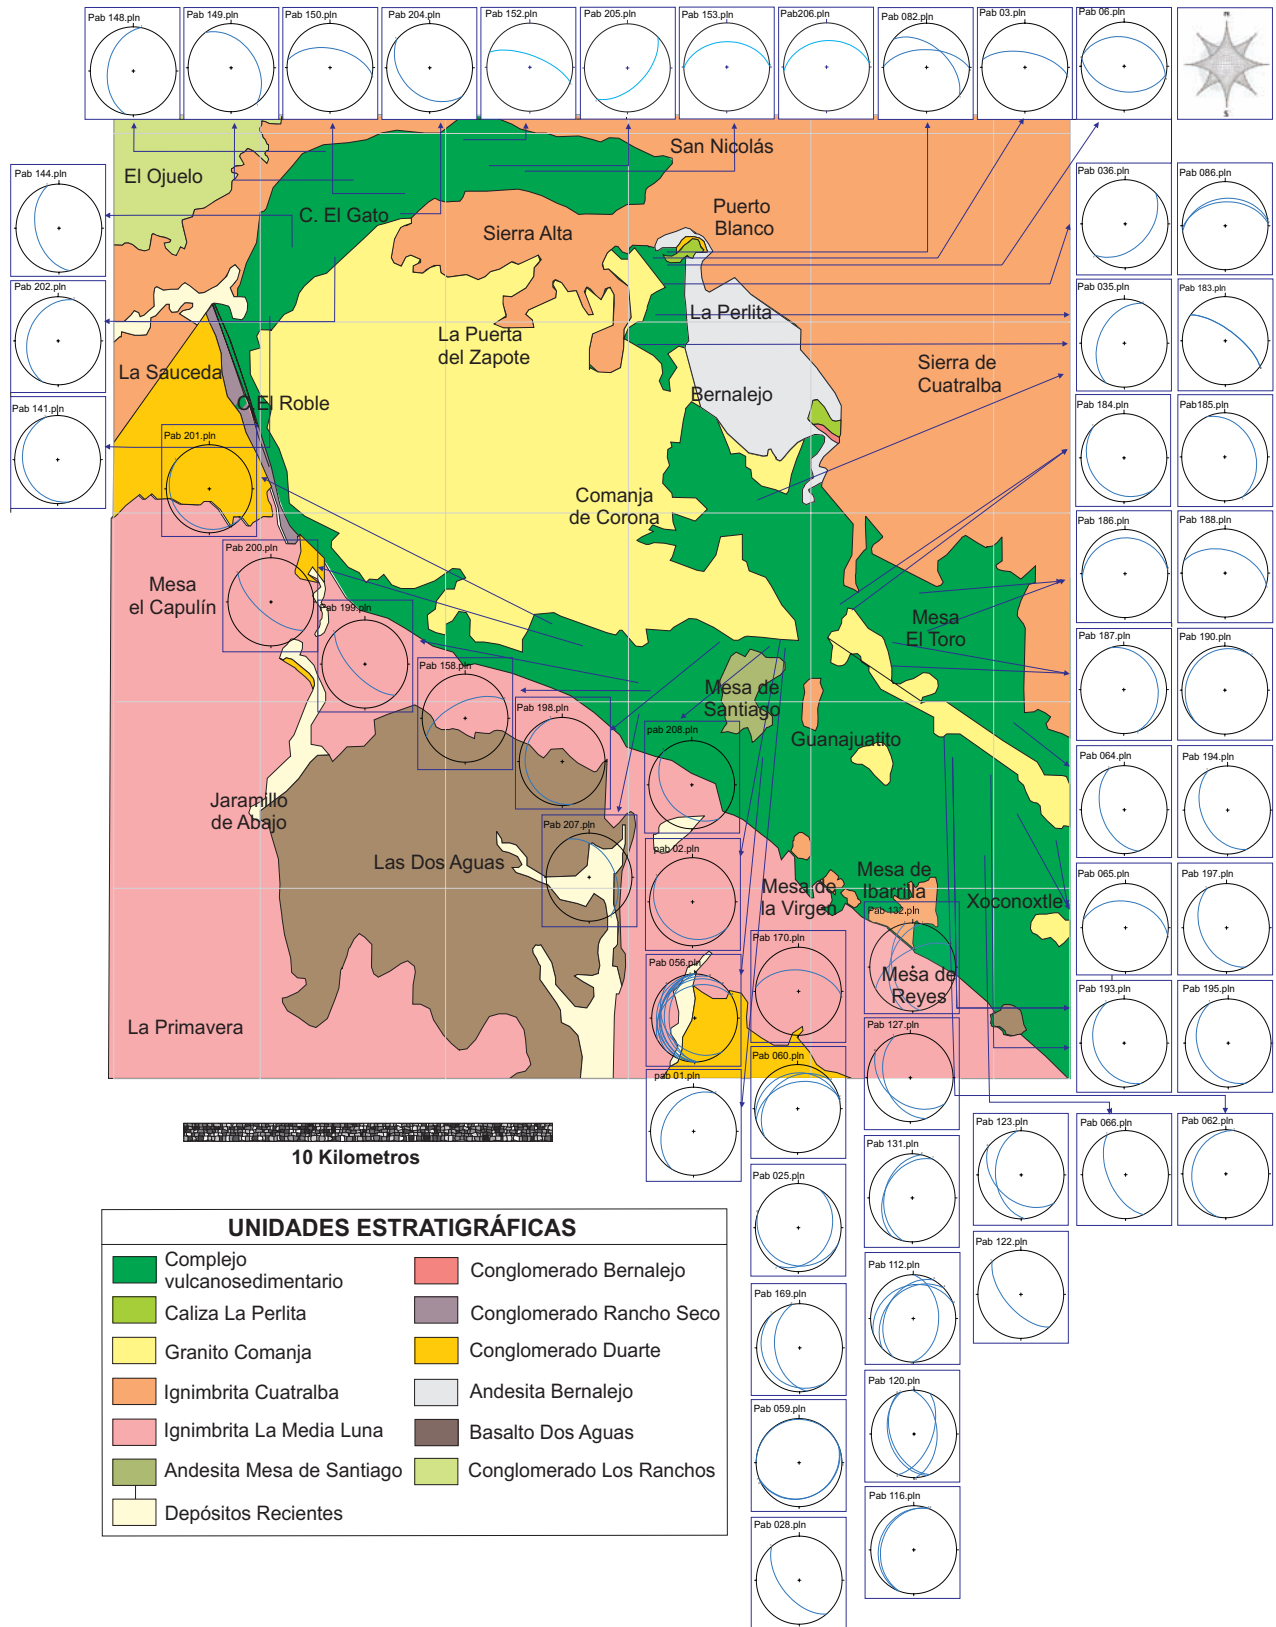 Pab 148.pln
Pab 149.pln
Pab 150.pln
Pab 204.pln
Pab 152.pln
Pab 205.pln
Pab 153.pln
Pab206.pln
Pab 082.pln
Pab 03.pln
Pab 06.pln
N
S
El Ojuelo
San Nicolás
Pab 144.pln
C. El Gato
Sierra Alta
Puerto
Blanco
Pab 036.pln
Pab 086.pln
Pab 202.pln
La Puerta
del Zapote
La Perlita
Pab 035.pln
Pab 183.pln
La Sauceda
Sierra de
Cuatralba
Pab 141.pln
C.El Roble
Bernalejo
Pab 184.pln
Pab185.pln
Pab 201.pln
Comanja
de Corona
Pab 186.pln
Pab 188.pln
Pab 200.pln
Mesa
el Capulín
Pab 199.pln
Mesa
El Toro
Pab 187.pln
Pab 190.pln
Pab 158.pln
Mesa de
Santiago
Pab 198.pln
pab 208.pln
Guanajuatito
Pab 064.pln
Pab 194.pln
Jaramillo
de Abajo
Pab 207.pln
Las Dos Aguas
pab 02.pln
Mesa de
la Virgen
Mesa de
Ibarrilla
Xoconoxtle
Pab 065.pln
Pab 197.pln
Pab 132.pln
Pab 170.pln
Pab 056.pln
Mesa de
Reyes
Pab 193.pln
Pab 195.pln
La Primavera
Pab 127.pln
Pab 060.pln
pab 01.pln
10 Kilometros
Pab 123.pln
Pab 066.pln
Pab 062.pln
Pab 131.pln
Pab 025.pln
Pab 122.pln
Pab 112.pln
Pab 169.pln
Pab 120.pln
Pab 059.pln
Pab 116.pln
Pab 028.pln
UNIDADES ESTRATIGRÁFICAS
Complejo
vulcanosedimentario
Caliza La Perlita
Granito Comanja
Ignimbrita Cuatralba
Ignimbrita La Media Luna
Andesita Mesa de Santiago
Depósitos Recientes
Conglomerado Bernalejo
Conglomerado Rancho Seco
Conglomerado Duarte
Andesita Bernalejo
Basalto Dos Aguas
Conglomerado Los Ranchos